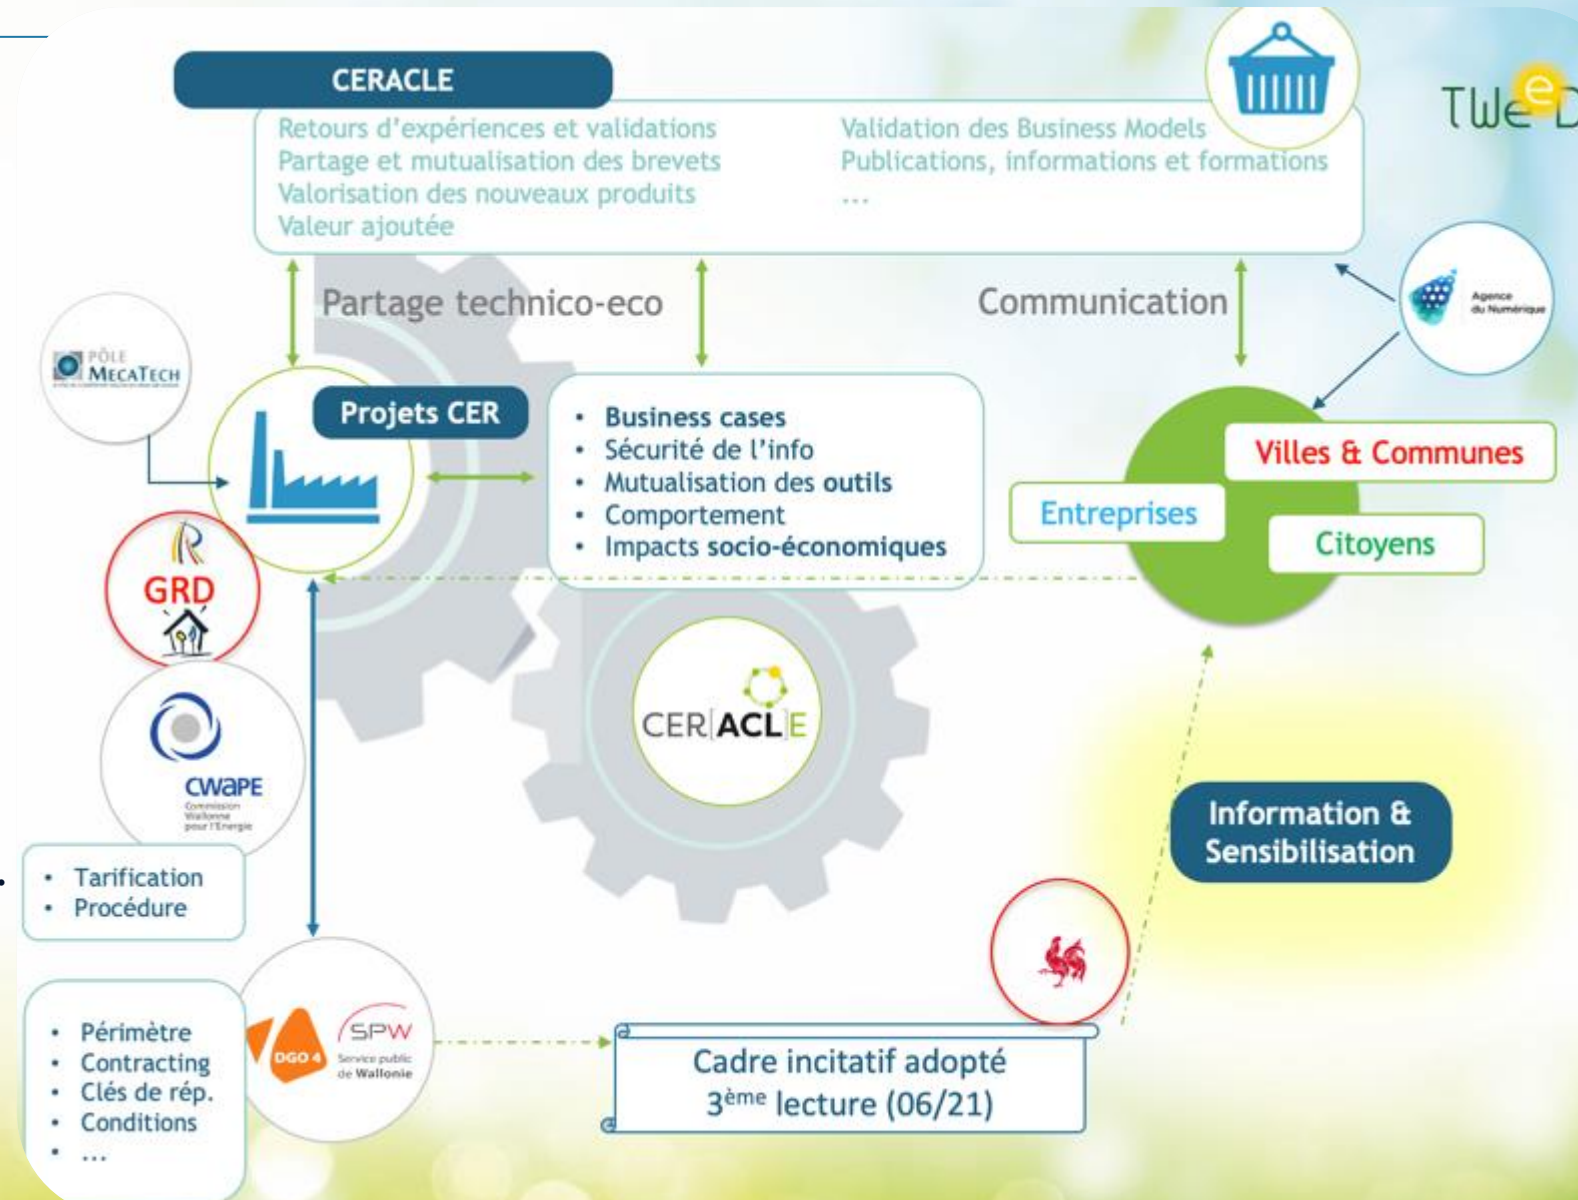 CERACLE
TWeeD
Retours d'expériences et validations
Partage et mutualisation des brevets
Valorisation des nouveaux produits
Valeur ajoutée
Validation des Business Models
Publications, informations et formations
...
Agence
du Numérique
Partage technico-eco
Communication
PÔLE
MECATECH
Projets CER
• Business cases
• Sécurité de l'info
• Mutualisation des outils
• Comportement
• Impacts socio-économiques
Villes & Communes
Entreprises
Citoyens
R
GRD
CER[ACL]E
CWAPE
Commission
Wallonne
pour l'Energie
• Tarification
• Procédure
Information &
Sensibilisation
• Périmètre
• Contracting
• Clés de rép.
• Conditions
• ...
DGO 4
SPW
Service public
de Wallonie
Cadre incitatif adopté
3ème lecture (06/21)